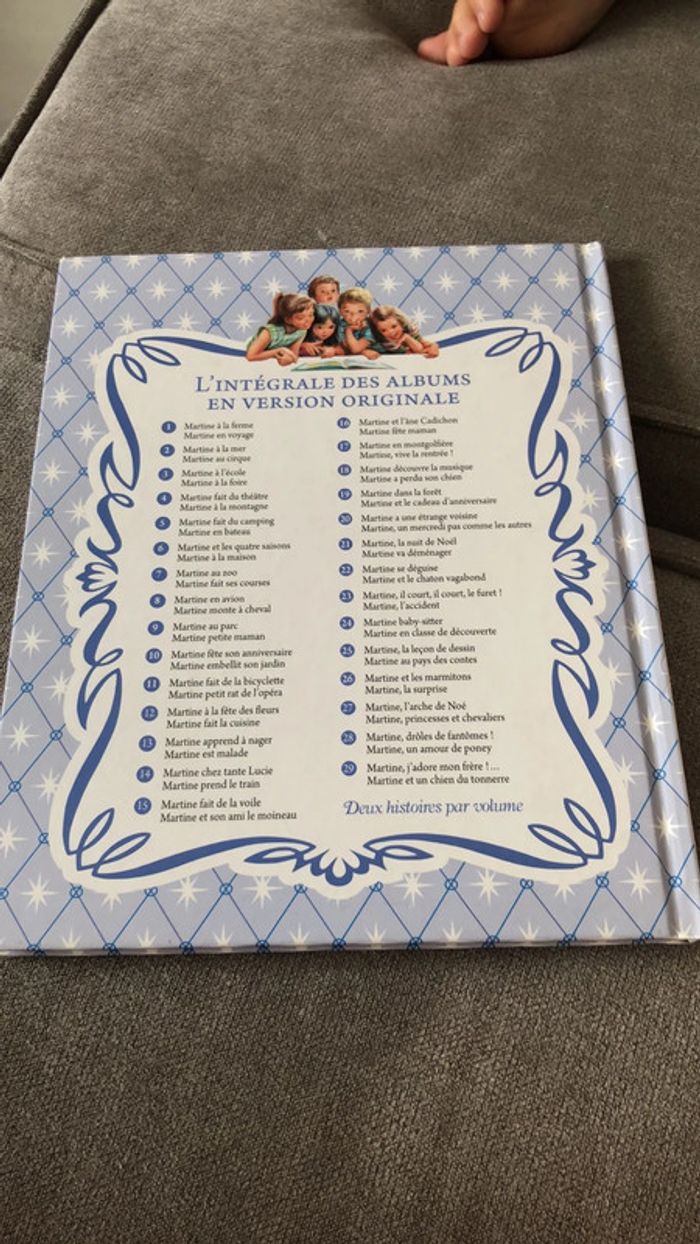 L'INTÉGRALE DES ALBUMS
EN VERSION ORIGINALE
1 Martine à la ferme
Martine en voyage
2 Martine à la mer
Martine au cirque
3 Martine à l'école
Martine à la foire
4 Martine fait du théâtre
Martine à la montagne
5 Martine fait du camping
Martine en bateau
6 Martine et les quatre saisons
Martine à la maison
7 Martine au zoo
Martine fait ses courses
8 Martine en avion
Martine monte à cheval
9 Martine au parc
Martine petite maman
10 Martine fête son anniversaire
Martine embellit son jardin
11 Martine fait de la bicyclette
Martine petit rat de l'opéra
12 Martine à la fête des fleurs
Martine fait la cuisine
13 Martine apprend à nager
Martine est malade
14 Martine chez tante Lucie
Martine prend le train
15 Martine fait de la voile
Martine et son ami le moineau
16 Martine et l'âne Cadichon
Martine fête maman
17 Martine en montgolfière
Martine, vive la rentrée !
18 Martine découvre la musique
Martine a perdu son chien
19 Martine dans la forêt
Martine et le cadeau d'anniversaire
20 Martine a une étrange voisine
Martine, un mercredi pas comme les autres
21 Martine, la nuit de Noël
Martine va déménager
22 Martine se déguise
Martine et le chaton vagabond
23 Martine, il court, il court, le furet !
Martine, l'accident
24 Martine baby-sitter
Martine en classe de découverte
25 Martine, la leçon de dessin
Martine au pays des contes
26 Martine et les marmitons
Martine, la surprise
27 Martine, l'arche de Noé
Martine, princesses et chevaliers
28 Martine, drôles de fantômes !
Martine, un amour de poney
29 Martine, j'adore mon frère !...
Martine et un chien du tonnerre
Deux histoires par volume